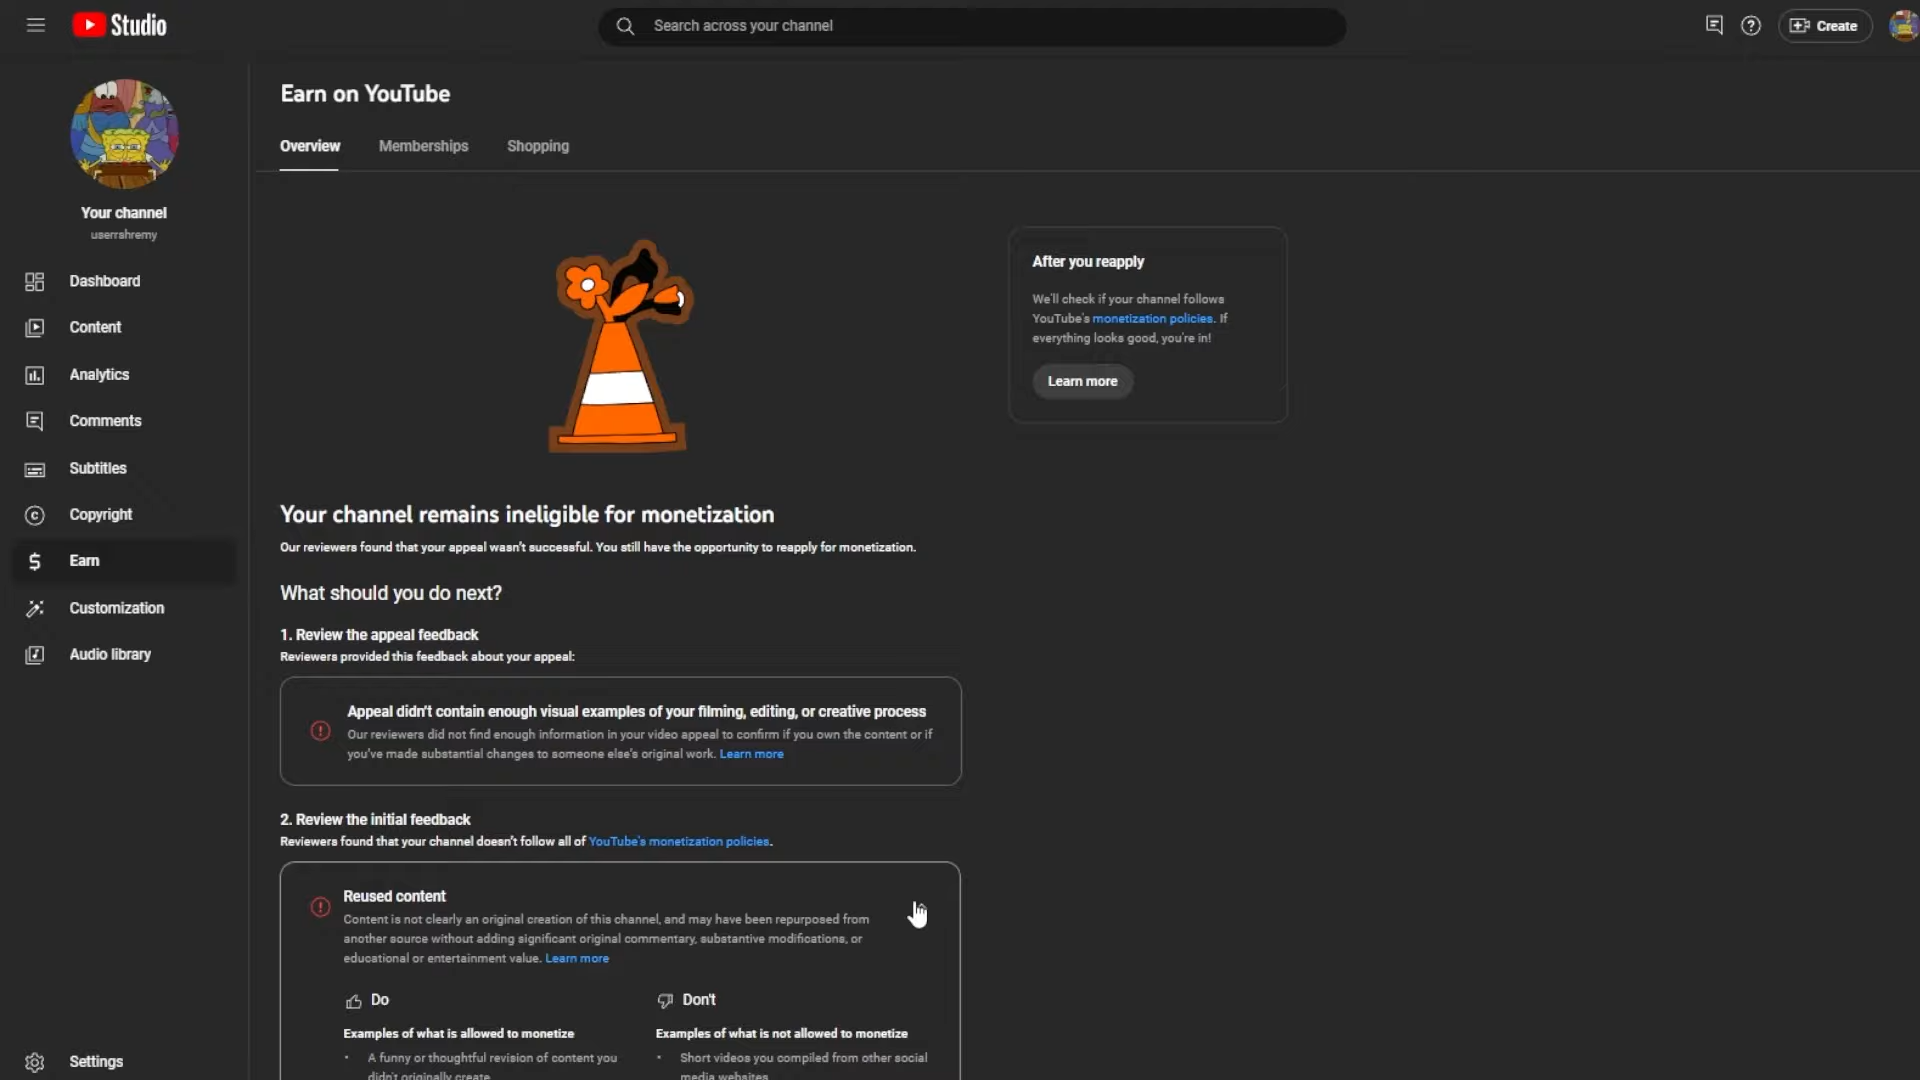 Studio
Search across your channel
Create
Your channel
userrshremy
Dashboard
Content
Analytics
Comments
Subtitles
Copyright
Earn
Customization
Audio library
Settings
Earn on YouTube
Overview
Memberships
Shopping
After you reapply
We'll check if your channel follows
YouTube's monetization policies. If
everything looks good, you're in!
Learn more
Your channel remains ineligible for monetization
Our reviewers found that your appeal wasn't successful. You still have the opportunity to reapply for monetization.
What should you do next?
1. Review the appeal feedback
Reviewers provided this feedback about your appeal:
Appeal didn't contain enough visual examples of your filming, editing, or creative process
Our reviewers did not find enough information in your video appeal to confirm if you own the content or if
you've made substantial changes to someone else's original work. Learn more
2. Review the initial feedback
Reviewers found that your channel doesn't follow all of YouTube's monetization policies.
Reused content
Content is not clearly an original creation of this channel, and may have been repurposed from
another source without adding significant original commentary, substantive modifications, or
educational or entertainment value. Learn more
Do
Examples of what is allowed to monetize
• A funny or thoughtful revision of content you
didn't originally create
Don't
Examples of what is not allowed to monetize
• Short videos you compiled from other social
media websites